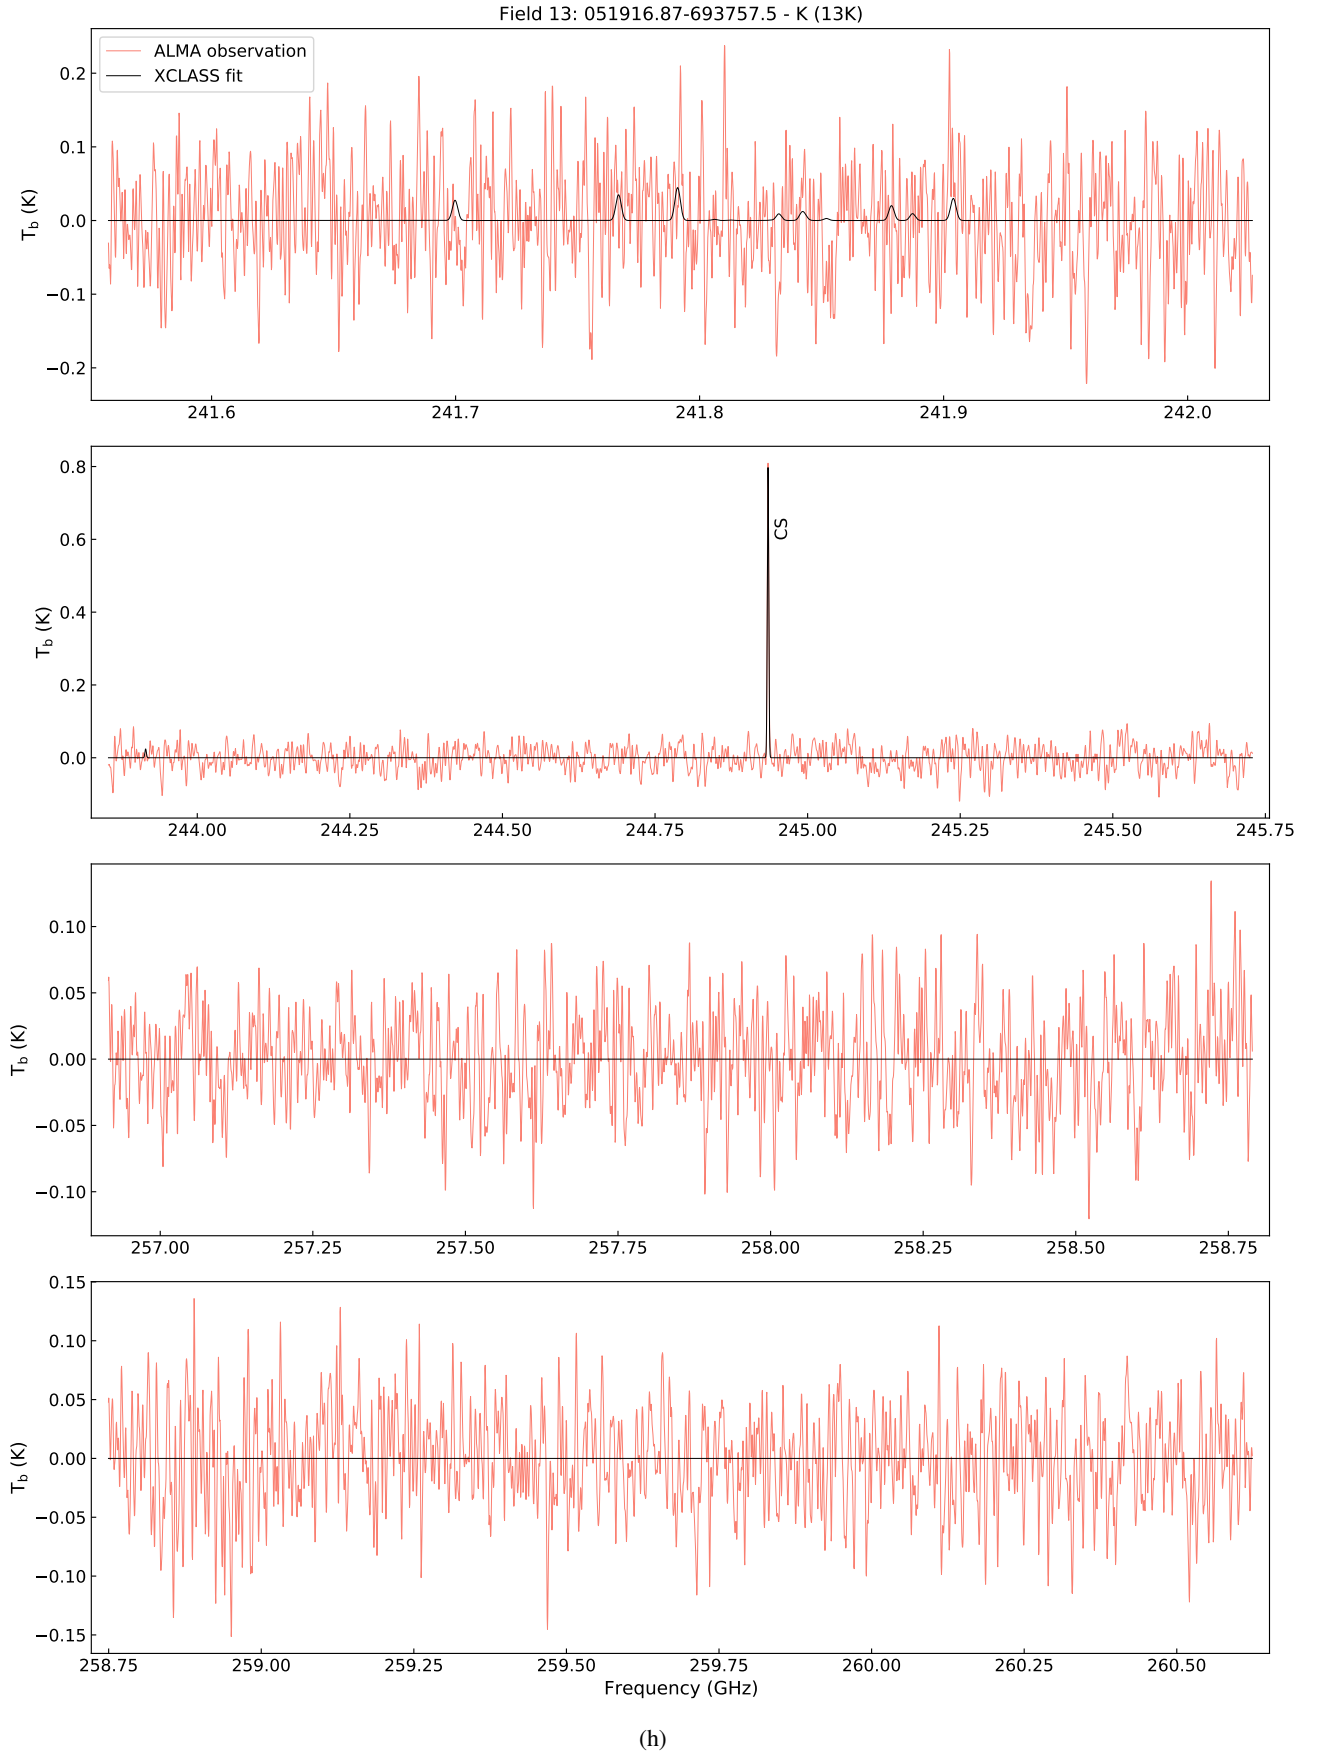 Field 13: 051916.87-693757.5 - K (13K)
ALMA observation
XCLASS fit
T_b (K)
0.2
0.1
0.0
−0.1
−0.2
241.6 241.7 241.8 241.9 242.0
T_b (K)
0.8
0.6
0.4
0.2
0.0
CS
244.00 244.25 244.50 244.75 245.00 245.25 245.50 245.75
T_b (K)
0.10
0.05
0.00
−0.05
−0.10
257.00 257.25 257.50 257.75 258.00 258.25 258.50 258.75
T_b (K)
0.15
0.10
0.05
0.00
−0.05
−0.10
−0.15
258.75 259.00 259.25 259.50 259.75 260.00 260.25 260.50
Frequency (GHz)
(h)